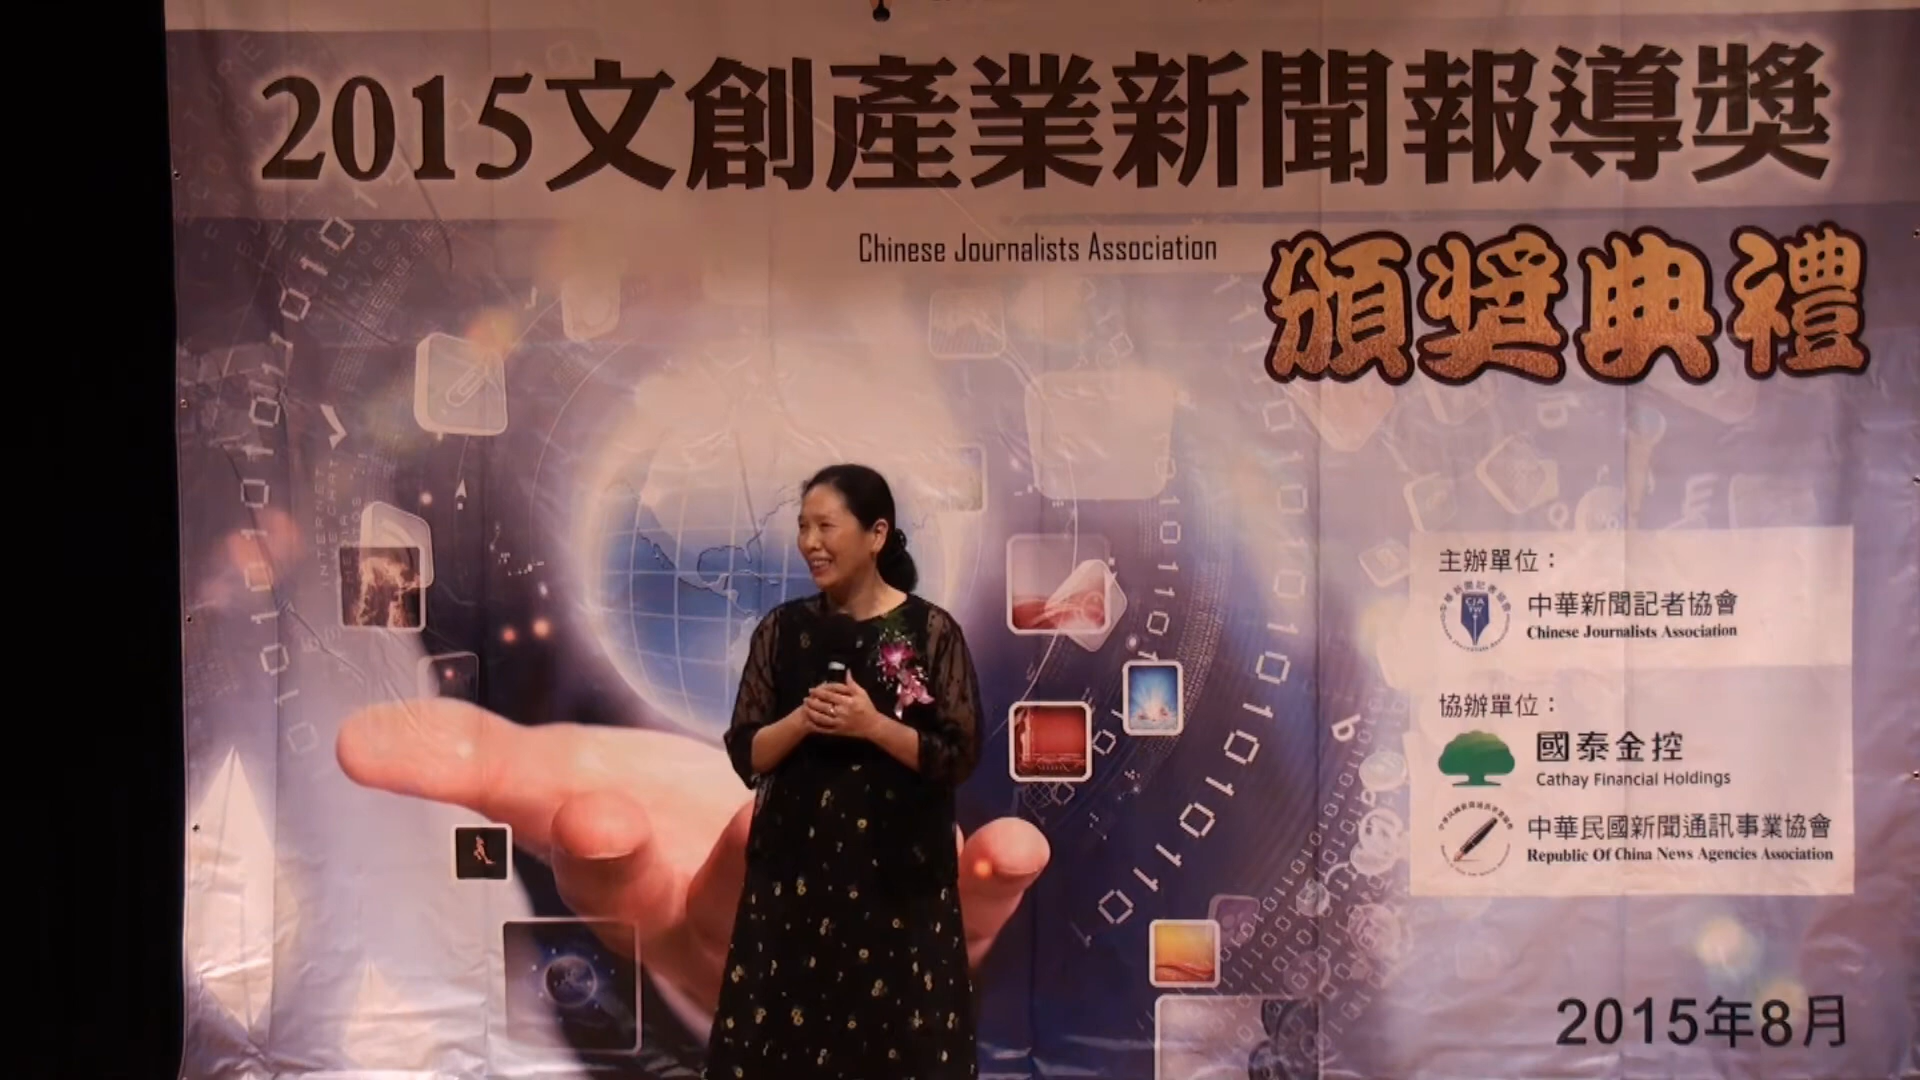 2015文創產業新聞報導獎
Chinese Journalists Association
頒獎典禮
主辦單位：
CJA
TW
中華新聞記者協會
Chinese Journalists Association
協辦單位：
國泰金控
Cathay Financial Holdings
中華民國新聞通訊事業協會
Republic Of China News Agencies Association
2015年8月